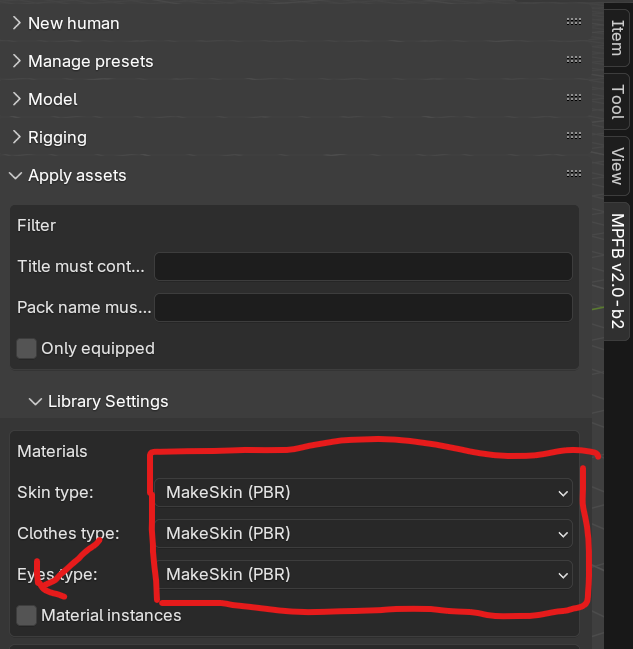 New human
Manage presets
Model
Rigging
Apply assets
Filter
Title must cont...
Pack name mus...
Only equipped
Library Settings
Materials
Skin type: MakeSkin (PBR)
Clothes type: MakeSkin (PBR)
Eyes type: MakeSkin (PBR)
Material instances
Item
Tool
View
MPFB v2.0-b2